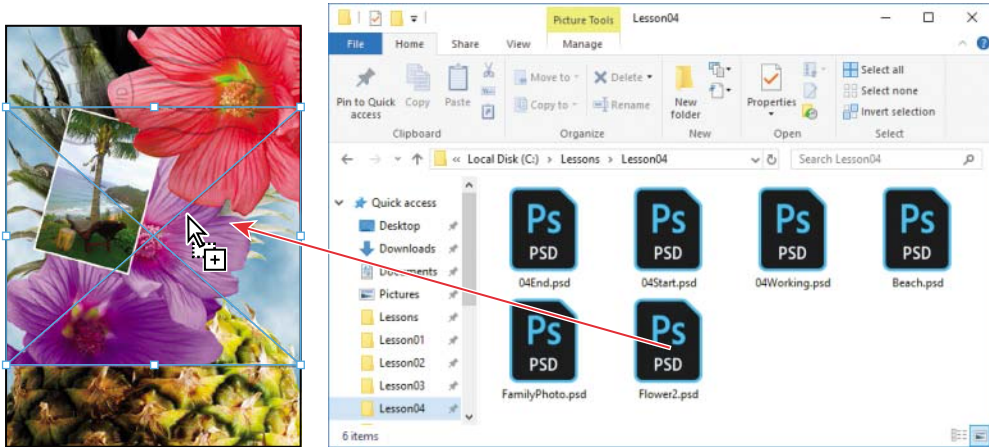 Picture Tools Lesson04
File Home Share View Manage
Pin to Quick access
Copy
Paste
Move to
Copy to
Delete
Rename
New folder
Properties
Select all
Select none
Invert selection
Clipboard Organize New Open Select
« Local Disk (C:) > Lessons > Lesson04
Search Lesson04
Quick access
Desktop
Downloads
Documents
Pictures
Lessons
Lesson01
Lesson02
Lesson03
Lesson04
Ps Ps Ps Ps
PSD PSD PSD PSD
04End.psd 04Start.psd 04Working.psd Beach.psd
Ps Ps
PSD PSD
FamilyPhoto.psd Flower2.psd
6 items